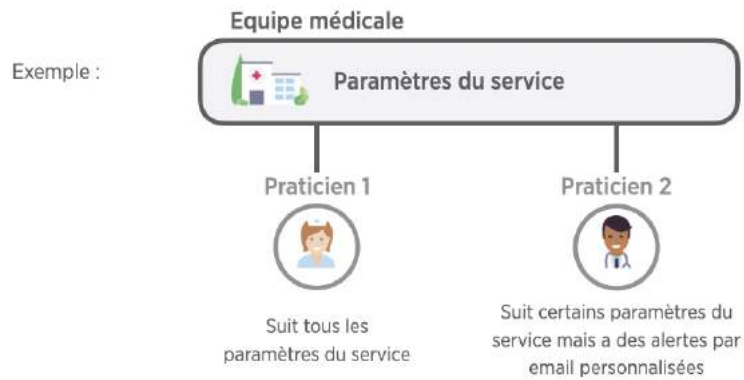 Equipe médicale
Exemple :
Paramètres du service
Praticien 1
Praticien 2
Suit tous les
paramètres du service
Suit certains paramètres du
service mais a des alertes par
email personnalisées